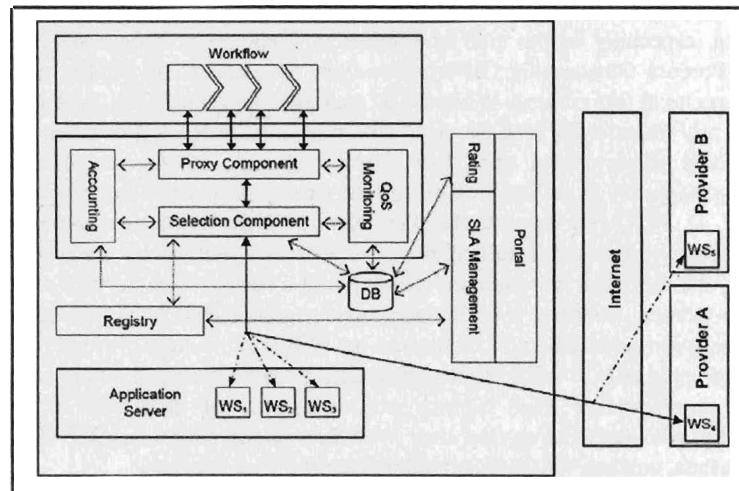 Workflow
Accounting
Proxy Component
Selection Component
QoS
Monitoring
Rating
SLA Management
Portal
DB
Registry
Application
Server
WS₁
WS₂
WS₃
Internet
Provider B
WS₅
Provider A
WS₄